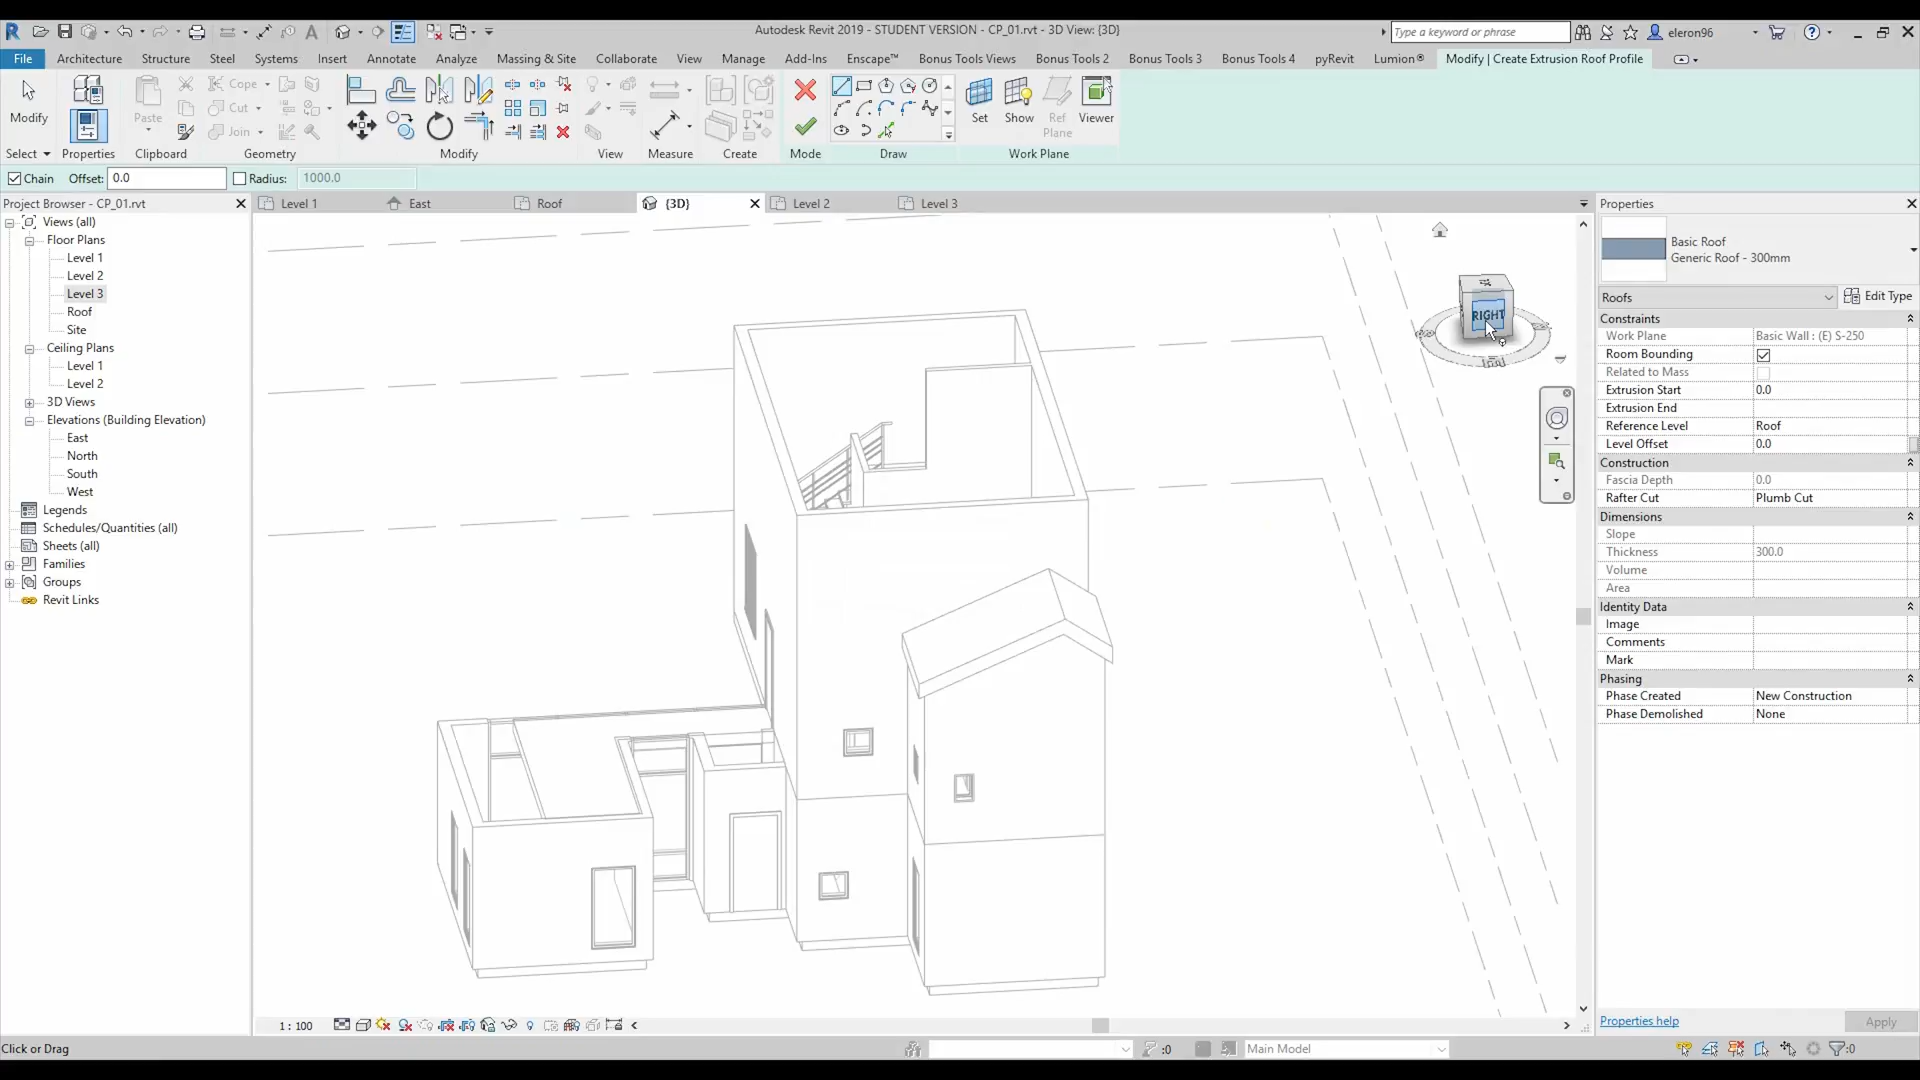 Autodesk Revit 2019 - STUDENT VERSION - CP_01.rvt - 3D View: {3D}
Type a keyword or phrase
eleron96
File Architecture Structure Steel Systems Insert Annotate Analyze Massing & Site Collaborate View Manage Add-Ins Enscape™ Bonus Tools Views Bonus Tools 2 Bonus Tools 3 Bonus Tools 4 pyRevit Lumion® Modify | Create Extrusion Roof Profile
Modify Paste Cope Cut Join Set Show Ref Plane Viewer
Select Properties Clipboard Geometry Modify View Measure Create Mode Draw Work Plane
Chain Offset: 0.0 Radius: 1000.0
Project Browser - CP_01.rvt
Level 1 East Roof {3D} Level 2 Level 3
Views (all)
Floor Plans
Level 1
Level 2
Level 3
Roof
Site
Ceiling Plans
Level 1
Level 2
3D Views
Elevations (Building Elevation)
East
North
South
West
Legends
Schedules/Quantities (all)
Sheets (all)
Families
Groups
Revit Links
RIGHT
Properties
Basic Roof
Generic Roof - 300mm
Roofs Edit Type
Constraints
Work Plane Basic Wall : (E) S-250
Room Bounding
Related to Mass
Extrusion Start 0.0
Extrusion End
Reference Level Roof
Level Offset 0.0
Construction
Fascia Depth 0.0
Rafter Cut Plumb Cut
Dimensions
Slope
Thickness 300.0
Volume
Area
Identity Data
Image
Comments
Mark
Phasing
Phase Created New Construction
Phase Demolished None
Properties help Apply
1 : 100
Click or Drag
:0
Main Model
:0